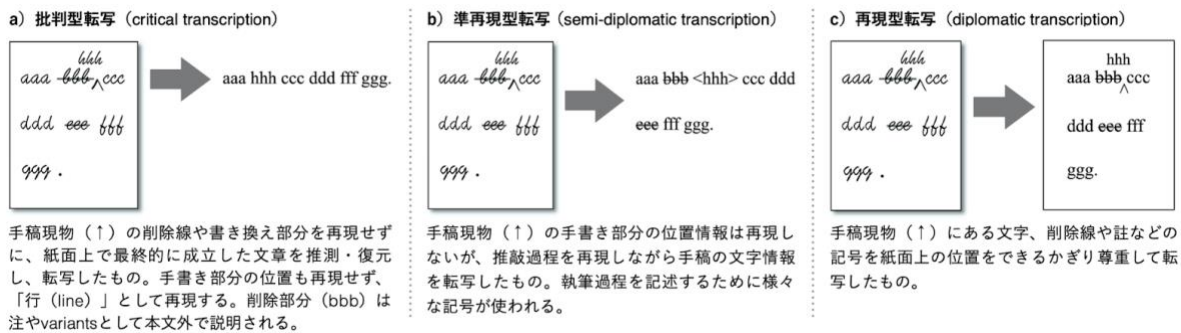 a）批判型転写（critical transcription）
hhh
aaa bbb ccc
ddd eee fff
ggg .
aaa hhh ccc ddd fff ggg.
手稿現物（↑）の削除線や書き換え部分を再現せず
に、紙面上で最終的に成立した文章を推測・復元
し、転写したもの。手書き部分の位置も再現せず、
「行（line）」として再現する。削除部分（bbb）は
注やvariantsとして本文外で説明される。
b）準再現型転写（semi-diplomatic transcription）
hhh
aaa bbb ccc
ddd eee fff
ggg .
aaa bbb <hhh> ccc ddd
eee fff ggg.
手稿現物（↑）の手書き部分の位置情報は再現し
ないが、推敲過程を再現しながら手稿の文字情報
を転写したもの。執筆過程を記述するために様々
な記号が使われる。
c）再現型転写（diplomatic transcription）
hhh
aaa bbb ccc
ddd eee fff
ggg .
hhh
aaa bbb ccc
ddd eee fff
ggg.
手稿現物（↑）にある文字、削除線や註などの
記号を紙面上の位置をできるかぎり尊重して転
写したもの。